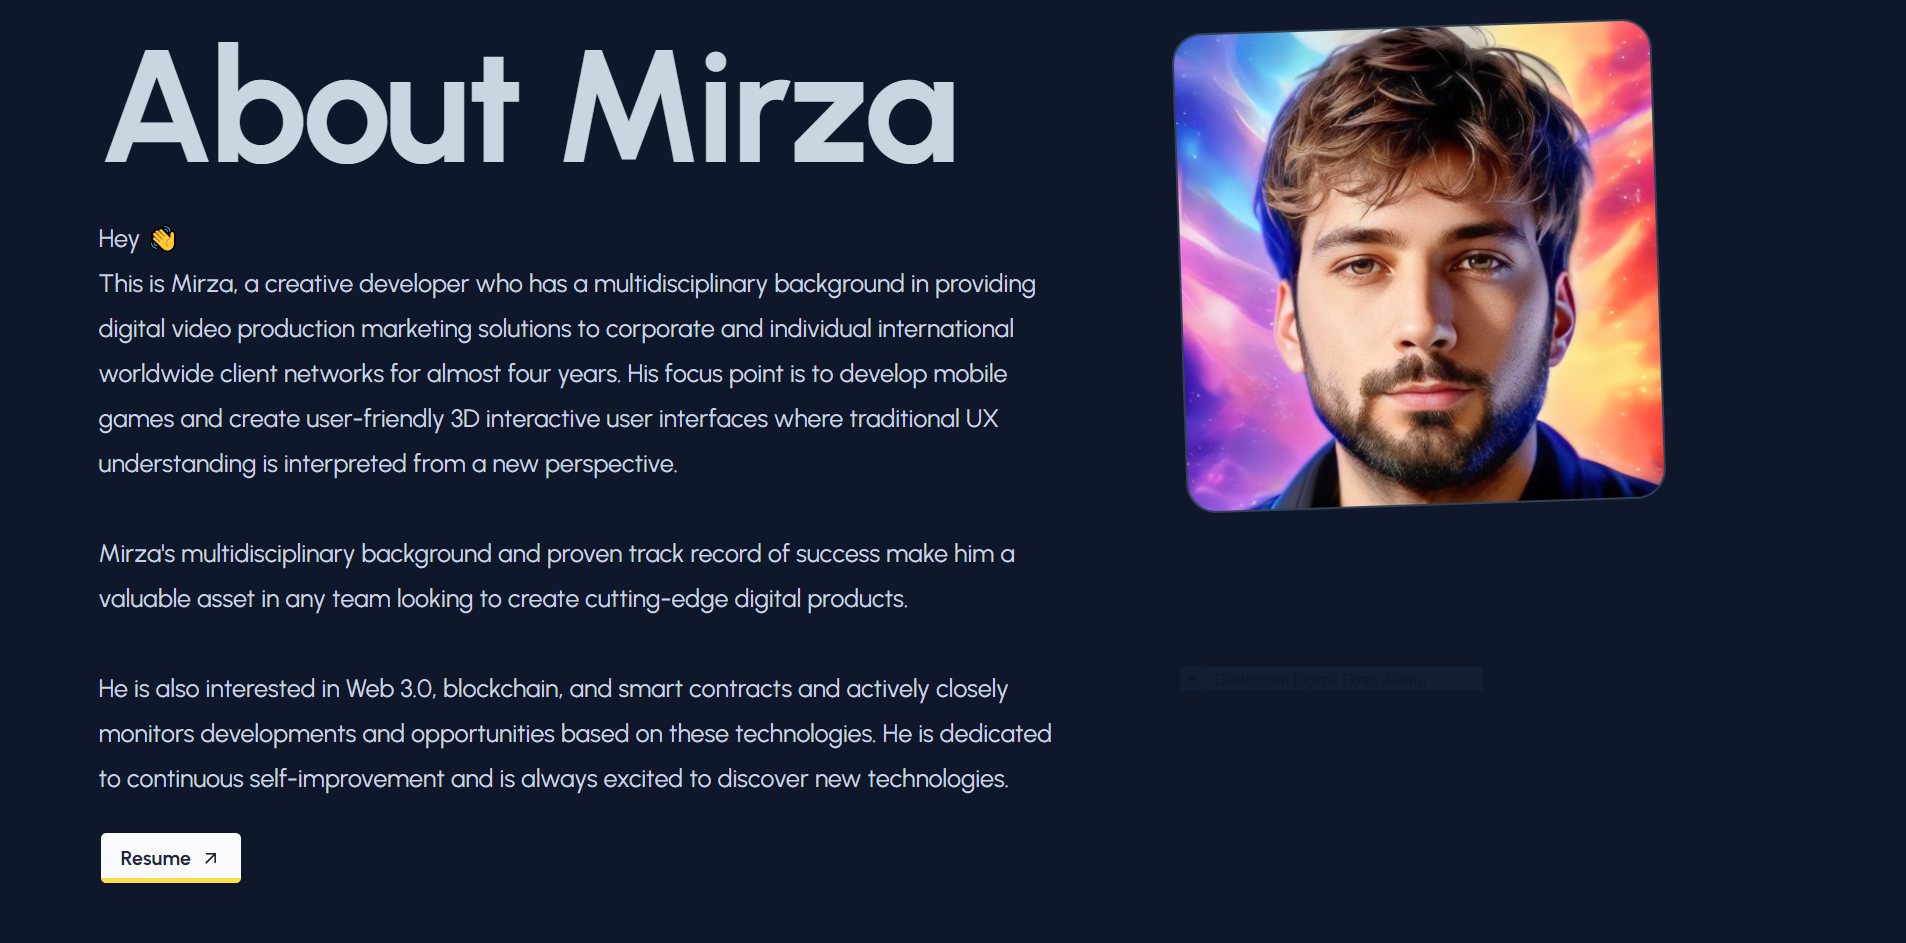 About Mirza
Hey 👋
This is Mirza, a creative developer who has a multidisciplinary background in providing
digital video production marketing solutions to corporate and individual international
worldwide client networks for almost four years. His focus point is to develop mobile
games and create user-friendly 3D interactive user interfaces where traditional UX
understanding is interpreted from a new perspective.
Mirza's multidisciplinary background and proven track record of success make him a
valuable asset in any team looking to create cutting-edge digital products.
He is also interested in Web 3.0, blockchain, and smart contracts and actively closely
monitors developments and opportunities based on these technologies. He is dedicated
to continuous self-improvement and is always excited to discover new technologies.
Resume
Dikdörtgen Biçimli Ekran Alıntısı